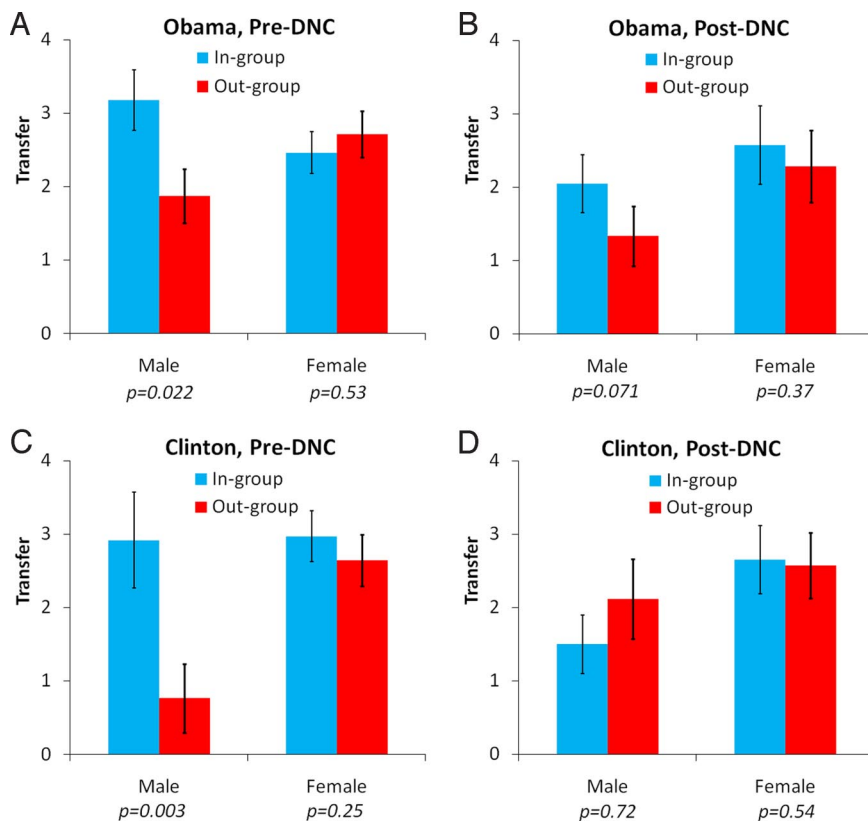 A
Obama, Pre-DNC
In-group
Out-group
Transfer
4
3
2
1
0
Male
Female
p=0.022
p=0.53
B
Obama, Post-DNC
In-group
Out-group
Transfer
4
3
2
1
0
Male
Female
p=0.071
p=0.37
C
Clinton, Pre-DNC
In-group
Out-group
Transfer
4
3
2
1
0
Male
Female
p=0.003
p=0.25
D
Clinton, Post-DNC
In-group
Out-group
Transfer
4
3
2
1
0
Male
Female
p=0.72
p=0.54